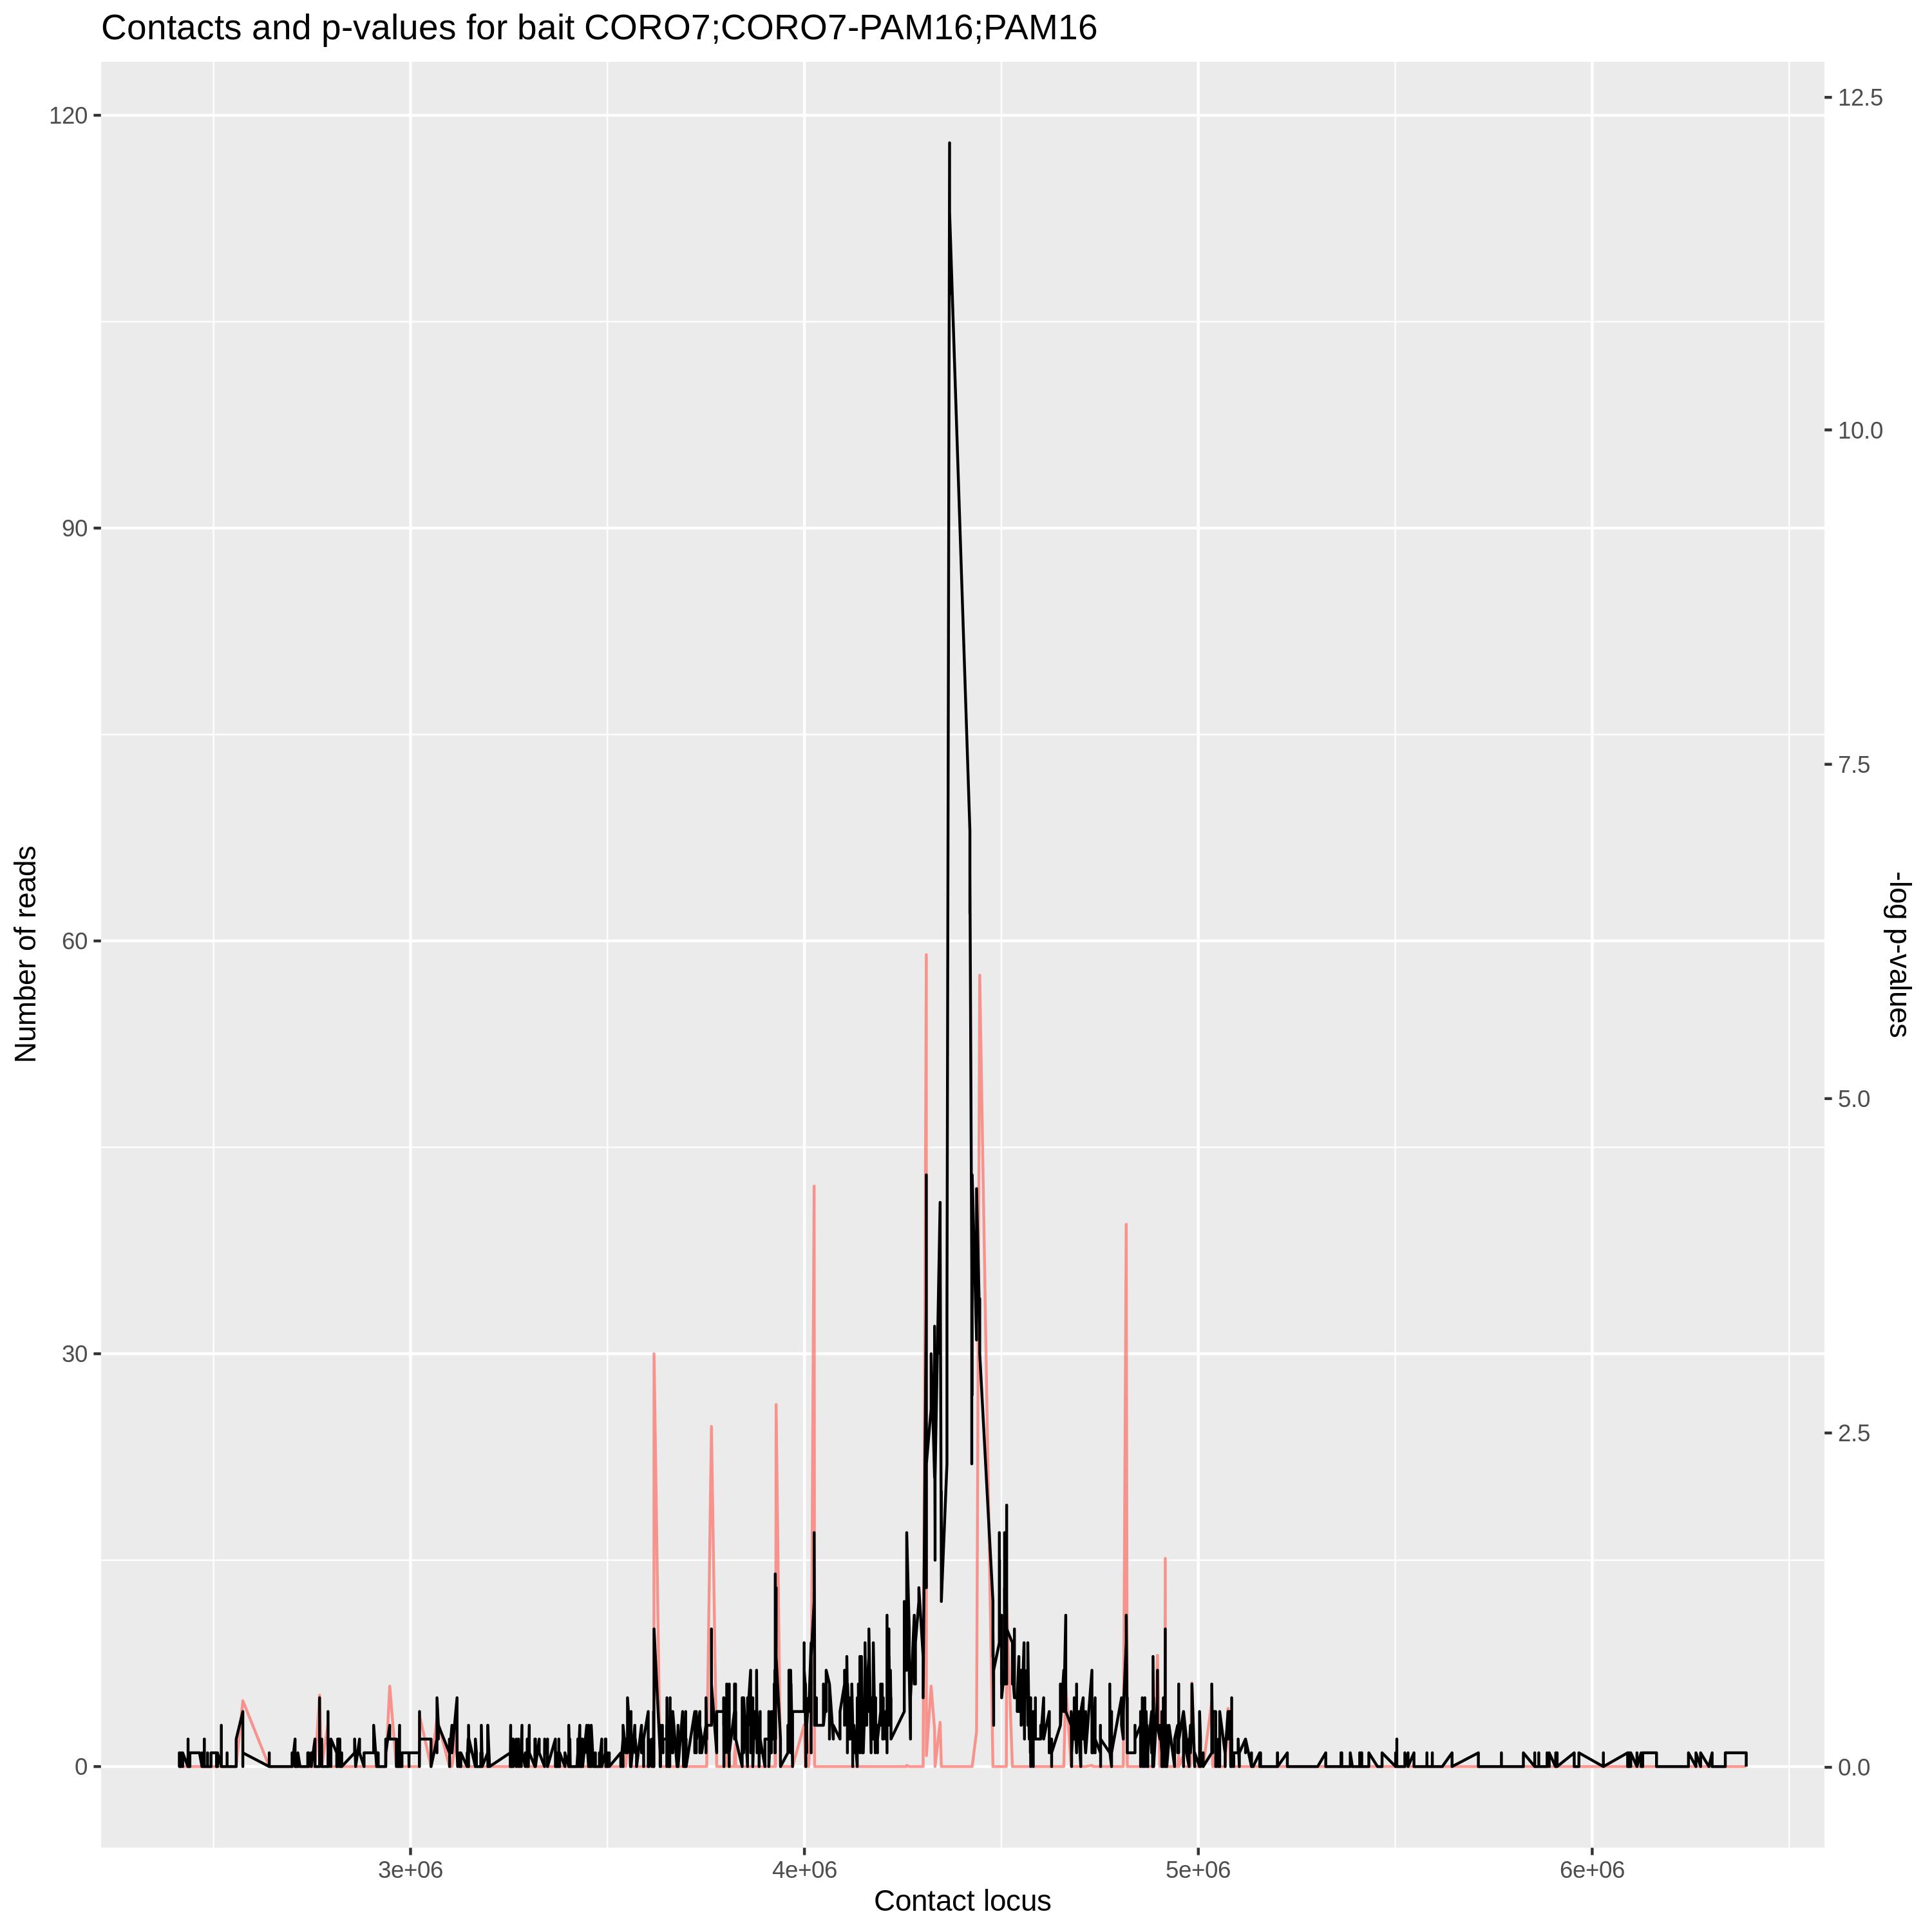 Contacts and p-values for bait CORO7;CORO7-PAM16;PAM16
120
90
60
30
0
Number of reads
12.5
10.0
7.5
5.0
2.5
0.0
-log p-values
3e+06
4e+06
5e+06
6e+06
Contact locus